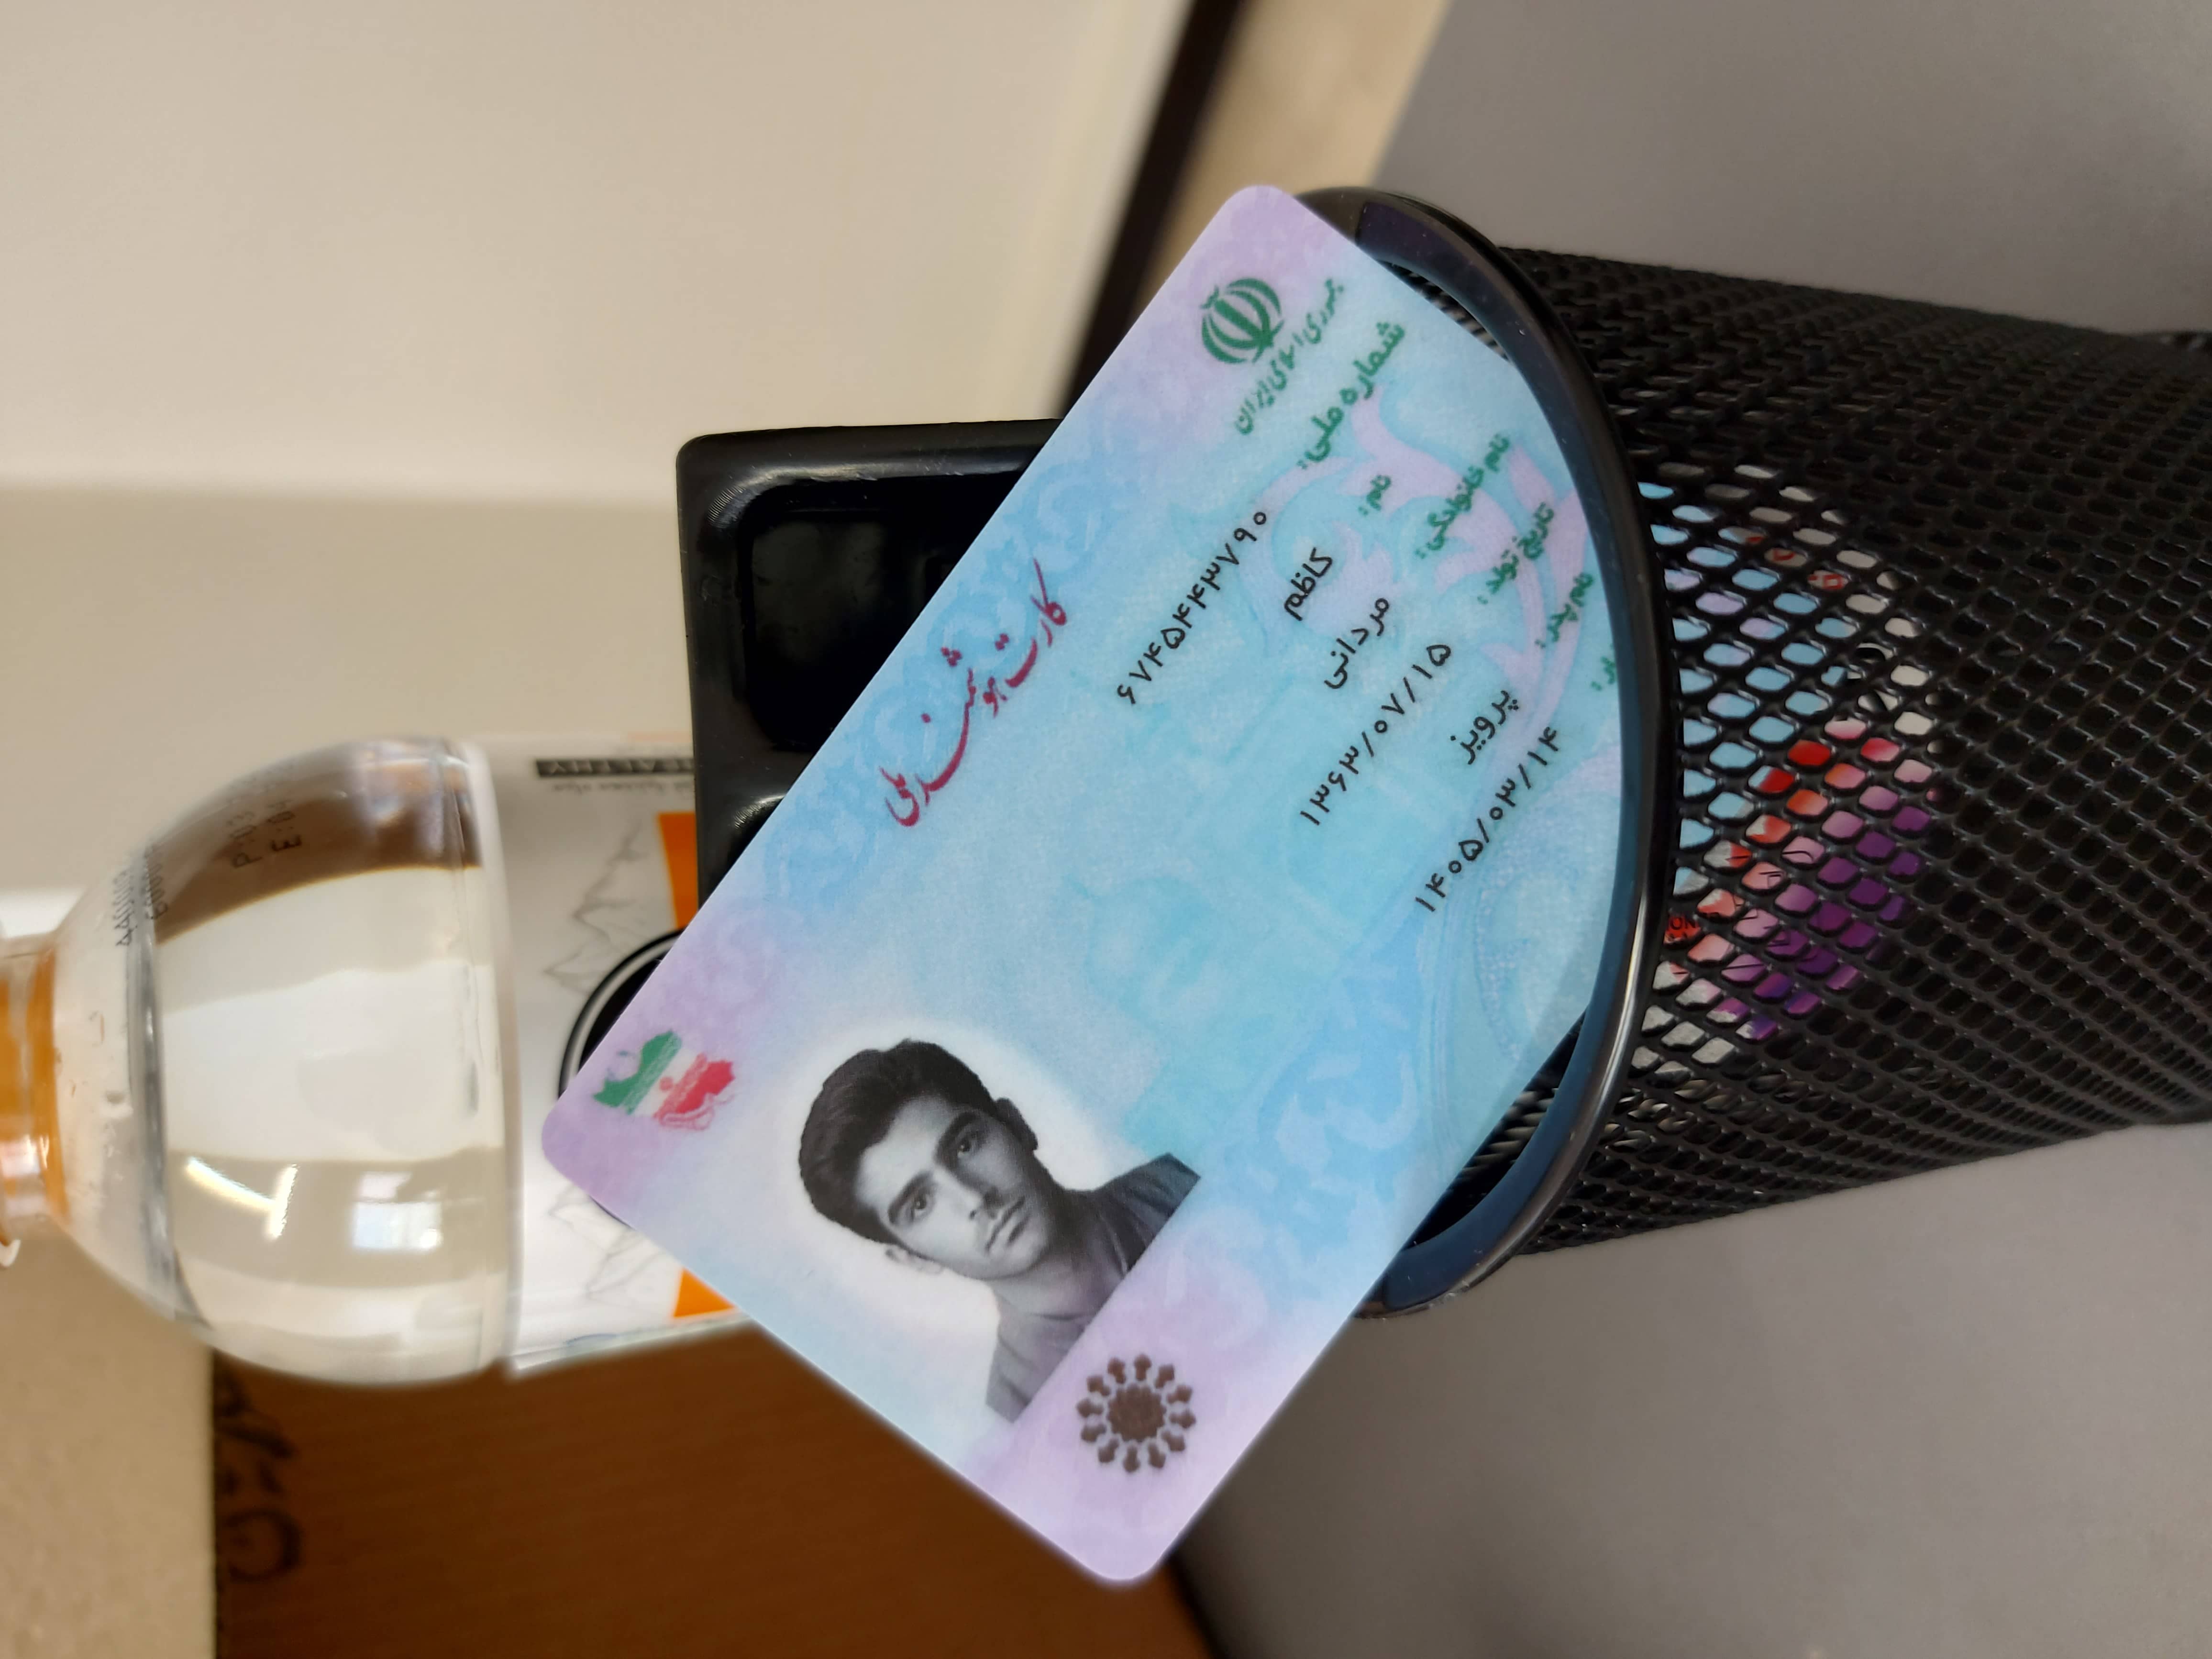 جمهوری اسلامی ایران
کارت هوشمند ملی
شماره ملی: ۶۷۴۵۴۴۳۷۹۰
نام: کاظم
نام خانوادگی: مردانی
تاریخ تولد: ۱۳۶۳/۰۷/۱۵
نام پدر: پرویز
۱۴۰۵/۰۳/۱۴